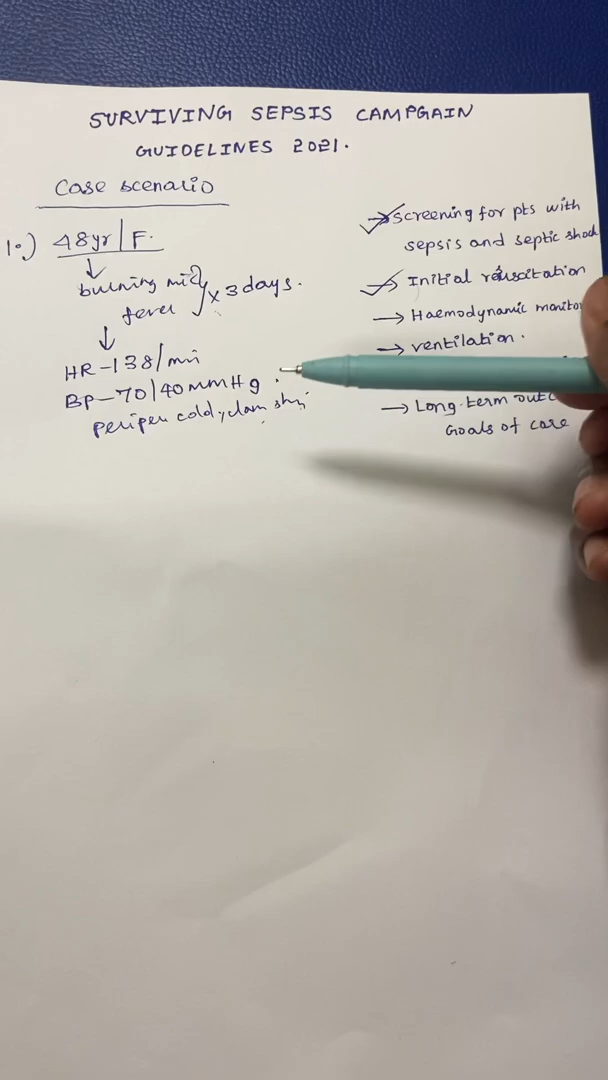 SURVIVING SEPSIS CAMPGAIN
GUIDELINES 2021.
Case scenario
1.) 48yr/F.
burning mic
fever x 3 days.
HR-138/min
BP-70/40 mmHg.
cold, clam
Screening for pts with
sepsis and septic shock
Initial resuscitation
Haemodynamic monitor
ventilation.
Long-term outc
Goals of care